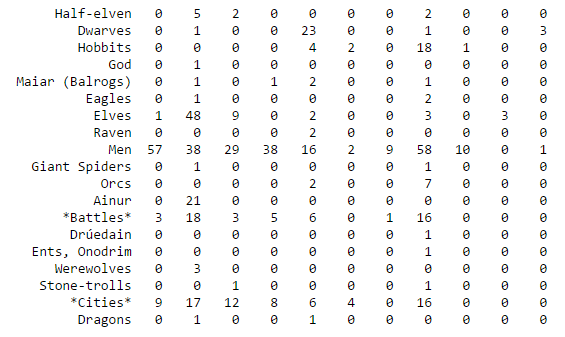 Half-elven 0 5 2 0 0 0 0 2 0 0 0
Dwarves 0 1 0 0 23 0 0 1 0 0 3
Hobbits 0 0 0 0 4 2 0 18 1 0 0
God 0 1 0 0 0 0 0 0 0 0 0
Maiar (Balrogs) 0 1 0 1 2 0 0 1 0 0 0
Eagles 0 1 0 0 0 0 0 2 0 0 0
Elves 1 48 9 0 2 0 0 3 0 3 0
Raven 0 0 0 0 2 0 0 0 0 0 0
Men 57 38 29 38 16 2 9 58 10 0 1
Giant Spiders 0 1 0 0 0 0 0 1 0 0 0
Orcs 0 0 0 0 2 0 0 7 0 0 0
Ainur 0 21 0 0 0 0 0 0 0 0 0
*Battles* 3 18 3 5 6 0 1 16 0 0 0
Drúedain 0 0 0 0 0 0 0 1 0 0 0
Ents, Onodrim 0 0 0 0 0 0 0 1 0 0 0
Werewolves 0 3 0 0 0 0 0 0 0 0 0
Stone-trolls 0 0 1 0 0 0 0 1 0 0 0
*Cities* 9 17 12 8 6 4 0 16 0 0 0
Dragons 0 1 0 0 1 0 0 0 0 0 0